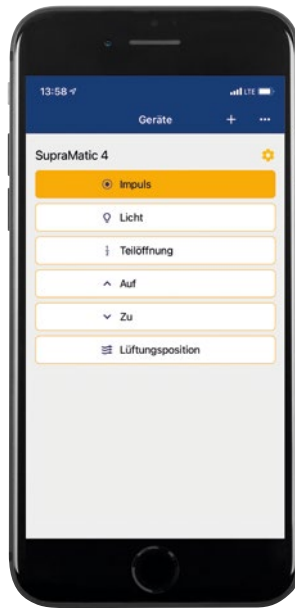 13:58 LTE
Geräte
SupraMatic 4
Impuls
Licht
Teilöffnung
Auf
Zu
Lüftungsposition